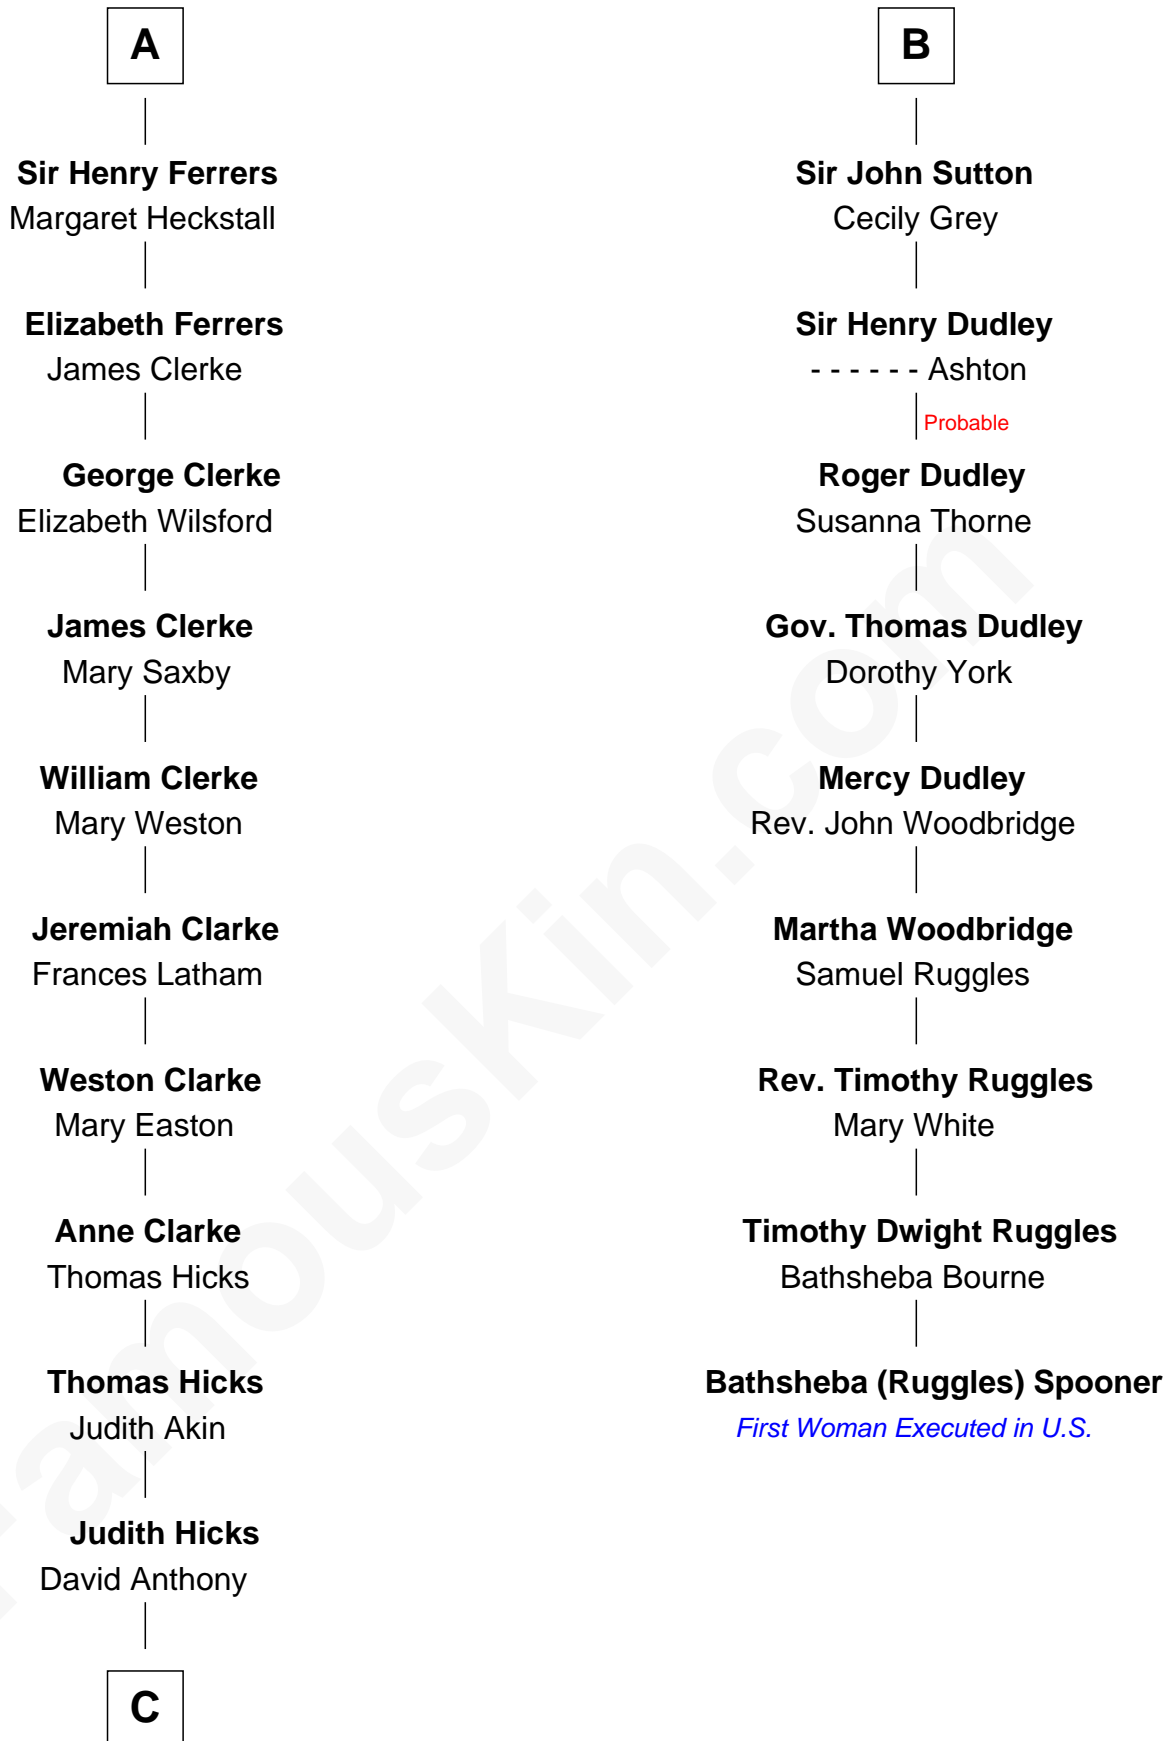 A
Sir Henry Ferrers
Margaret Heckstall
Elizabeth Ferrers
James Clerke
George Clerke
Elizabeth Wilsford
James Clerke
Mary Saxby
William Clerke
Mary Weston
Jeremiah Clarke
Frances Latham
Weston Clarke
Mary Easton
Anne Clarke
Thomas Hicks
Thomas Hicks
Judith Akin
Judith Hicks
David Anthony
C
B
Sir John Sutton
Cecily Grey
Sir Henry Dudley
- - - - - - Ashton
Probable
Roger Dudley
Susanna Thorne
Gov. Thomas Dudley
Dorothy York
Mercy Dudley
Rev. John Woodbridge
Martha Woodbridge
Samuel Ruggles
Rev. Timothy Ruggles
Mary White
Timothy Dwight Ruggles
Bathsheba Bourne
Bathsheba (Ruggles) Spooner
First Woman Executed in U.S.
FamousKin.com